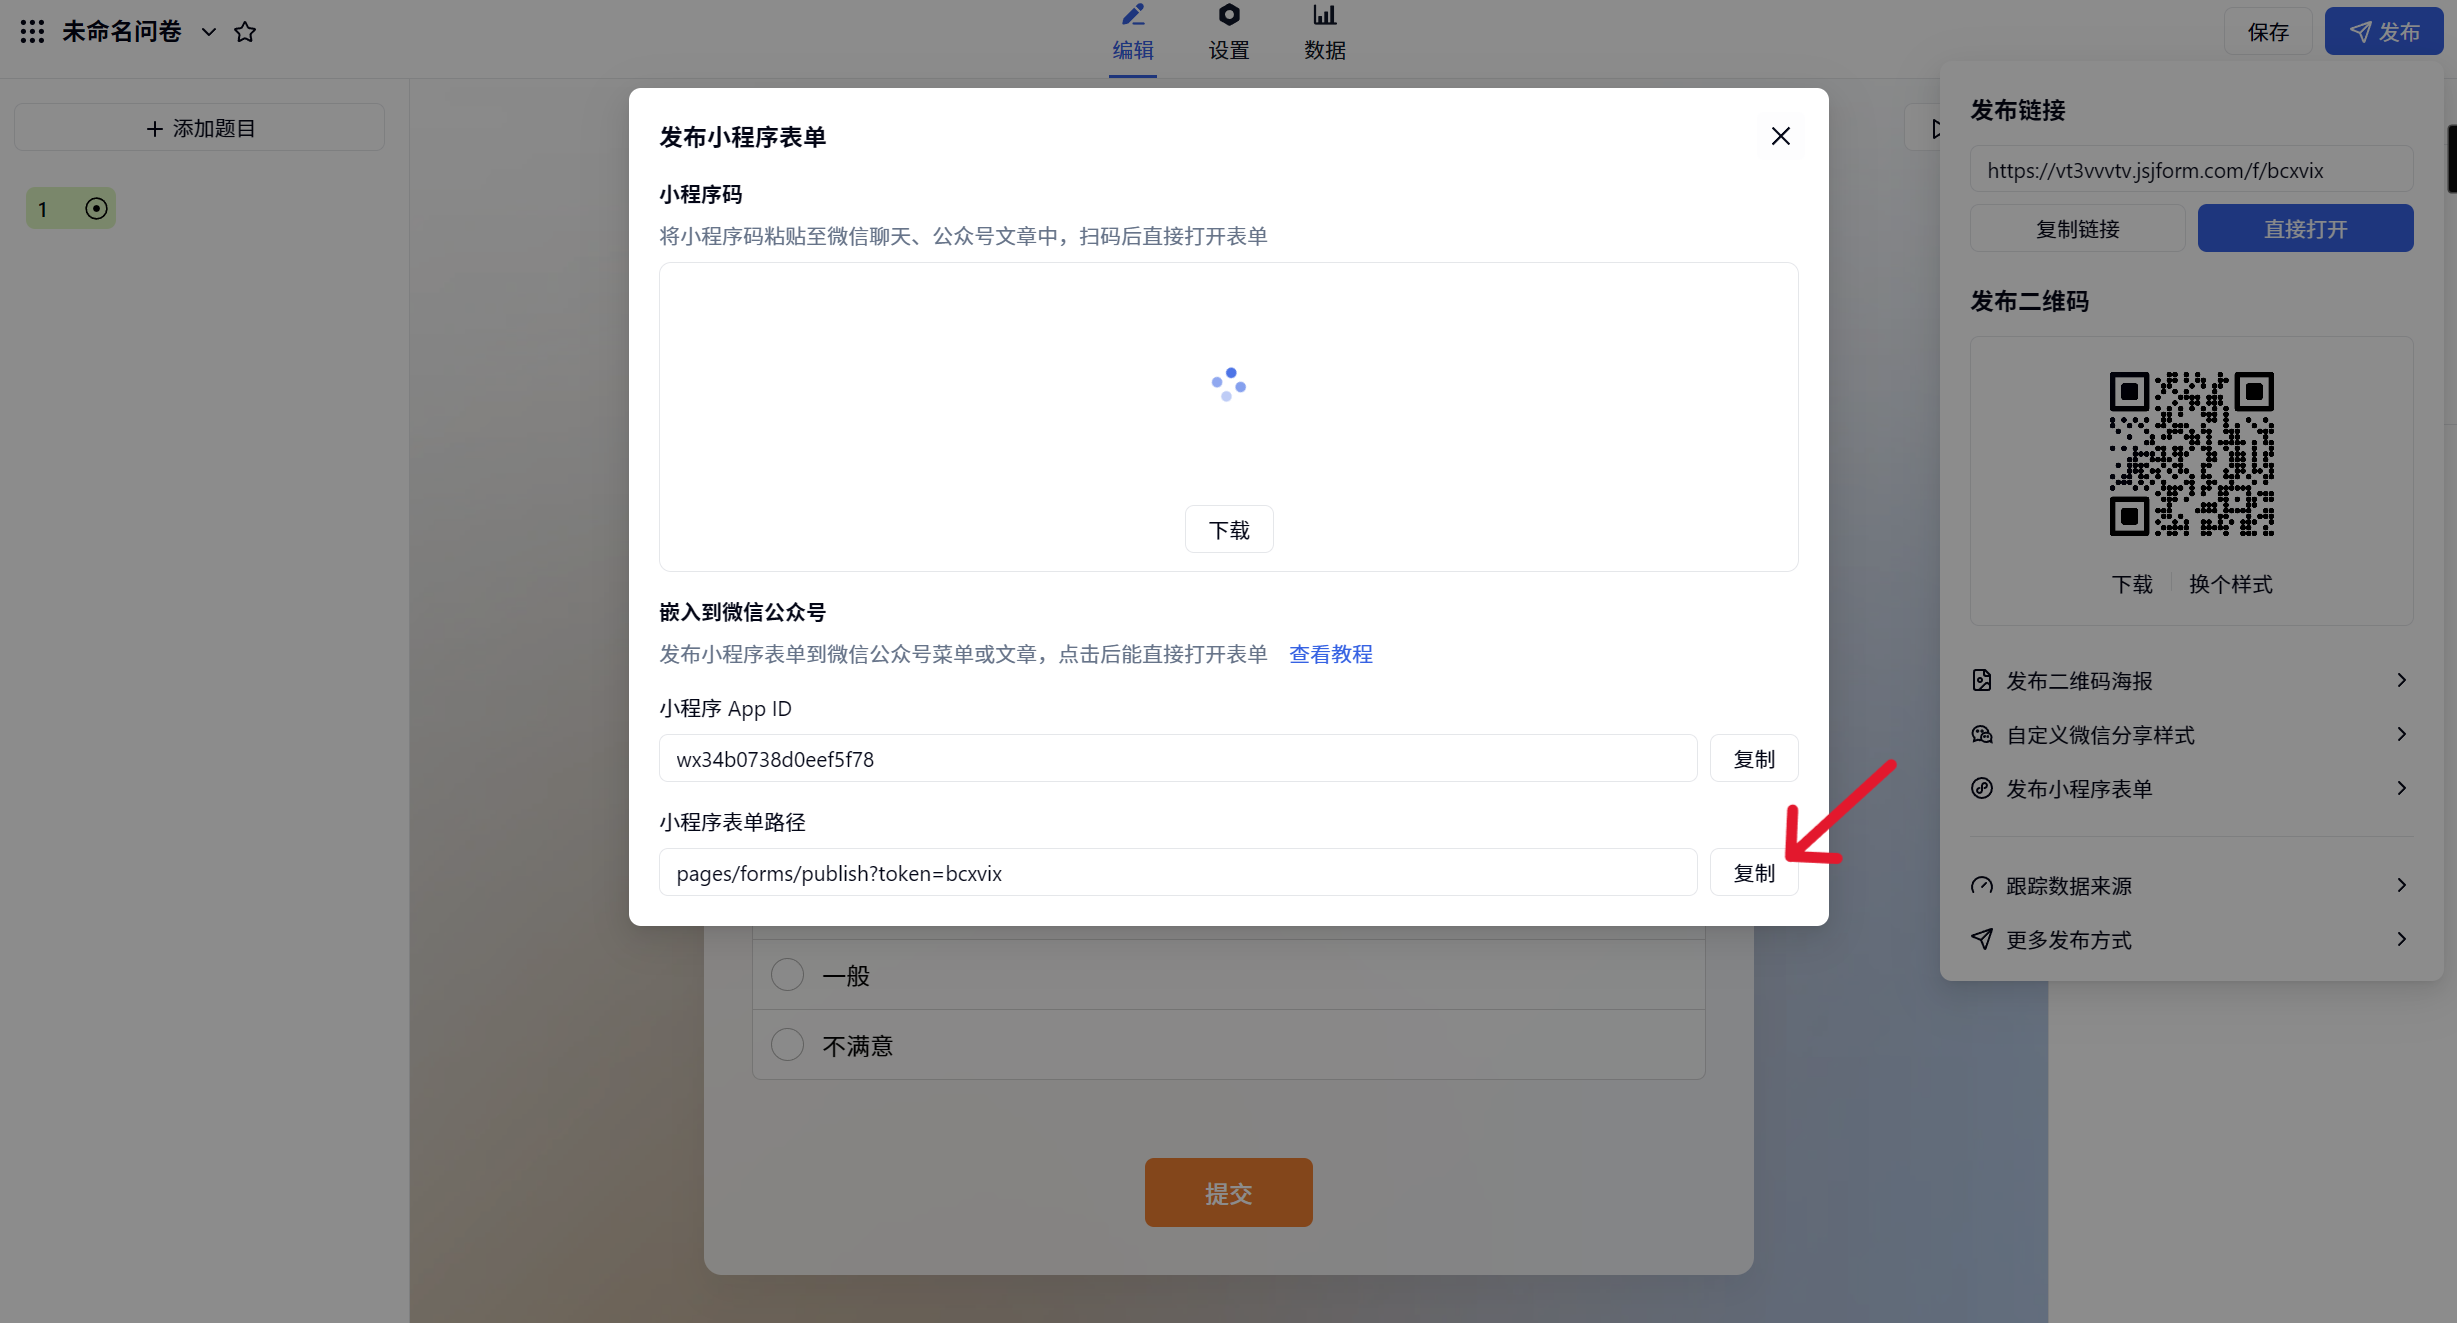 未命名问卷
编辑
设置
数据
保存
发布
添加题目
1
发布小程序表单
小程序码
将小程序码粘贴至微信聊天、公众号文章中，扫码后直接打开表单
下载
嵌入到微信公众号
发布小程序表单到微信公众号菜单或文章，点击后能直接打开表单 查看教程
小程序 App ID
wx34b0738d0eef5f78
复制
小程序表单路径
pages/forms/publish?token=bcxvix
复制
一般
不满意
提交
发布链接
https://vt3vvvtv.jsjform.com/f/bcxvix
复制链接
直接打开
发布二维码
下载
换个样式
发布二维码海报
自定义微信分享样式
发布小程序表单
跟踪数据来源
更多发布方式